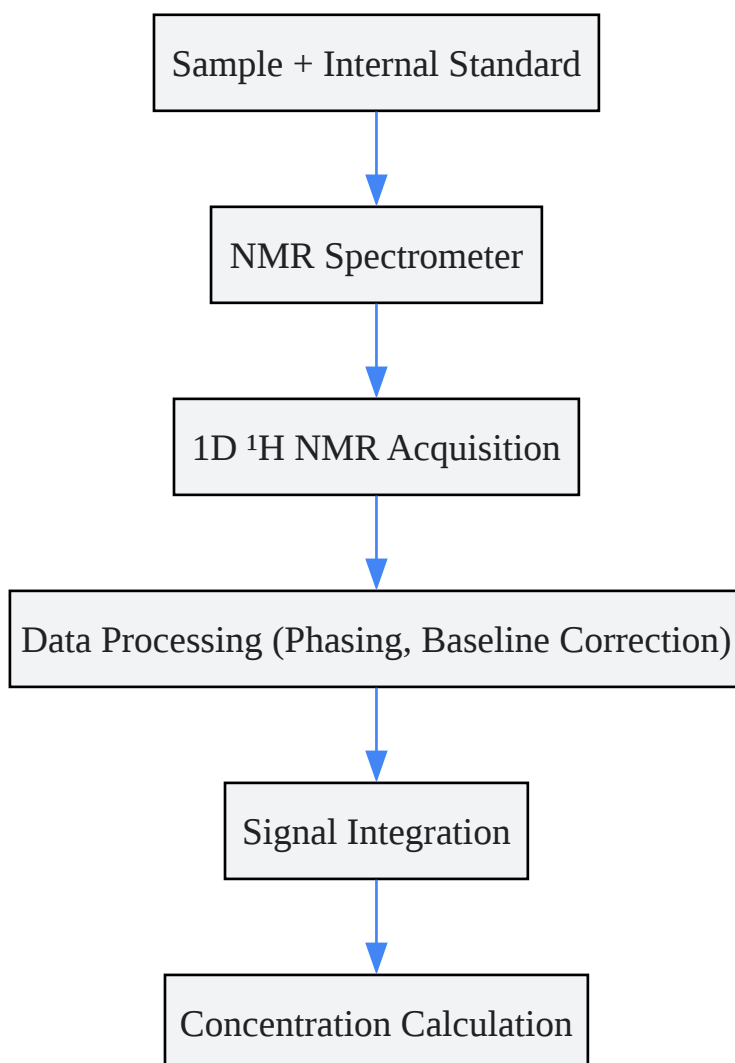 Sample + Internal Standard
NMR Spectrometer
1D ¹H NMR Acquisition
Data Processing (Phasing, Baseline Correction)
Signal Integration
Concentration Calculation